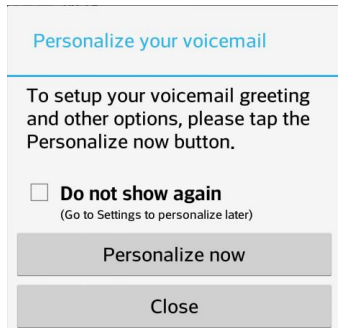 Personalize your voicemail
To setup your voicemail greeting
and other options, please tap the
Personalize now button.
Do not show again
(Go to Settings to personalize later)
Personalize now
Close